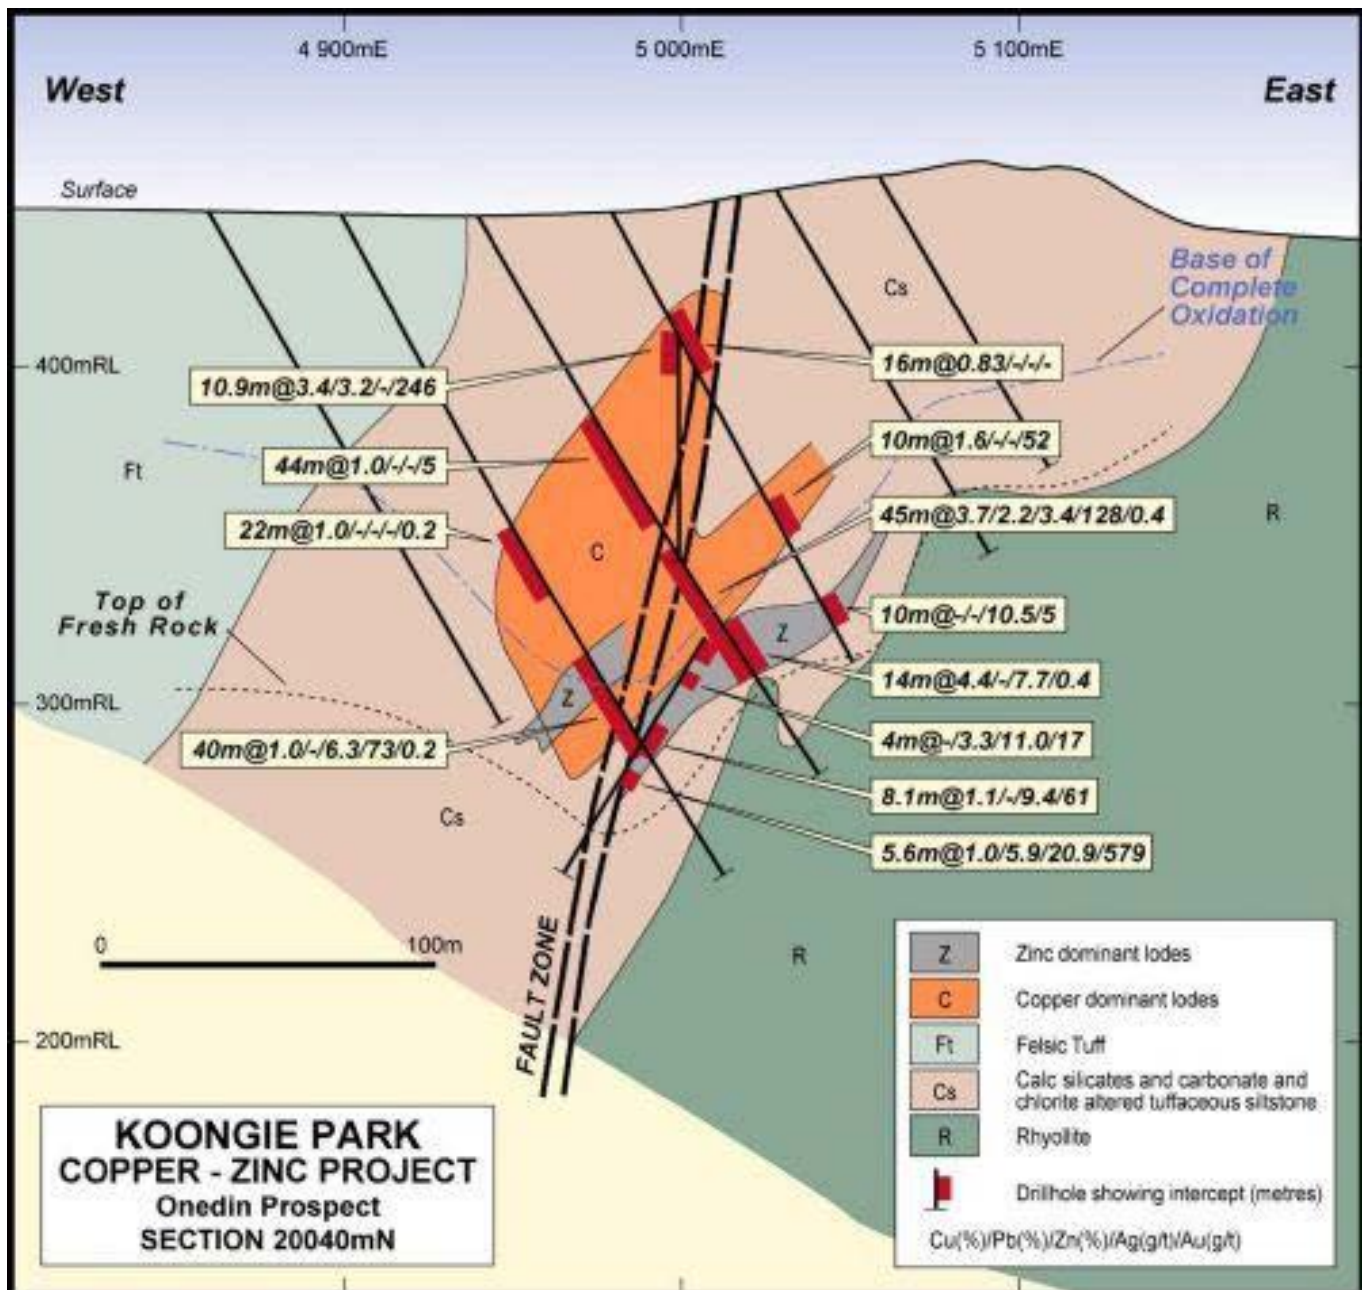 4 900mE
5 000mE
5 100mE
West
East
Surface
Base of
Complete
Oxidation
Cs
400mRL
10.9m@3.4/3.2/-/246
16m@0.83/-/-/-
Ft
44m@1.0/-/-/5
10m@1.6/-/-/52
22m@1.0/-/-/-/0.2
45m@3.7/2.2/3.4/128/0.4
R
C
Top of
Fresh Rock
10m@-/-/10.5/5
Z
300mRL
Z
14m@4.4/-/7.7/0.4
40m@1.0/-/6.3/73/0.2
4m@-/3.3/11.0/17
8.1m@1.1/-/9.4/61
Cs
5.6m@1.0/5.9/20.9/579
0
100m
FAULT ZONE
R
200mRL
Z
Zinc dominant lodes
C
Copper dominant lodes
Ft
Felsic Tuff
Cs
Calc silicates and carbonate and
chlorite altered tuffaceous siltstone
R
Rhyollite
Drillhole showing intercept (metres)
Cu(%)/Pb(%)/Zn(%)/Ag(g/t)/Au(g/t)
KOONGIE PARK
COPPER - ZINC PROJECT
Onedin Prospect
SECTION 20040mN